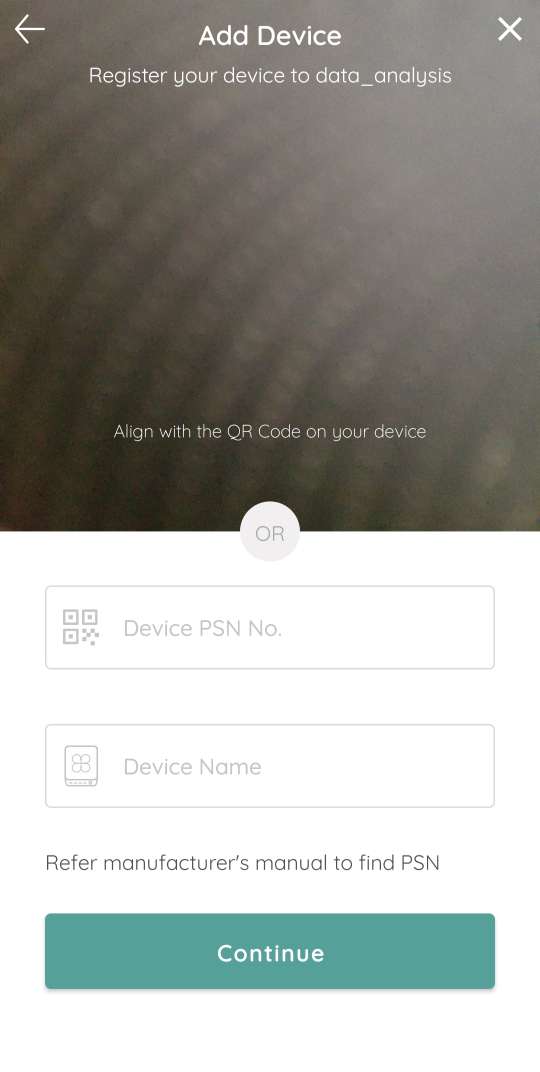 Add Device
Register your device to data_analysis
Align with the QR Code on your device
OR
Device PSN No.
Device Name
Refer manufacturer's manual to find PSN
Continue